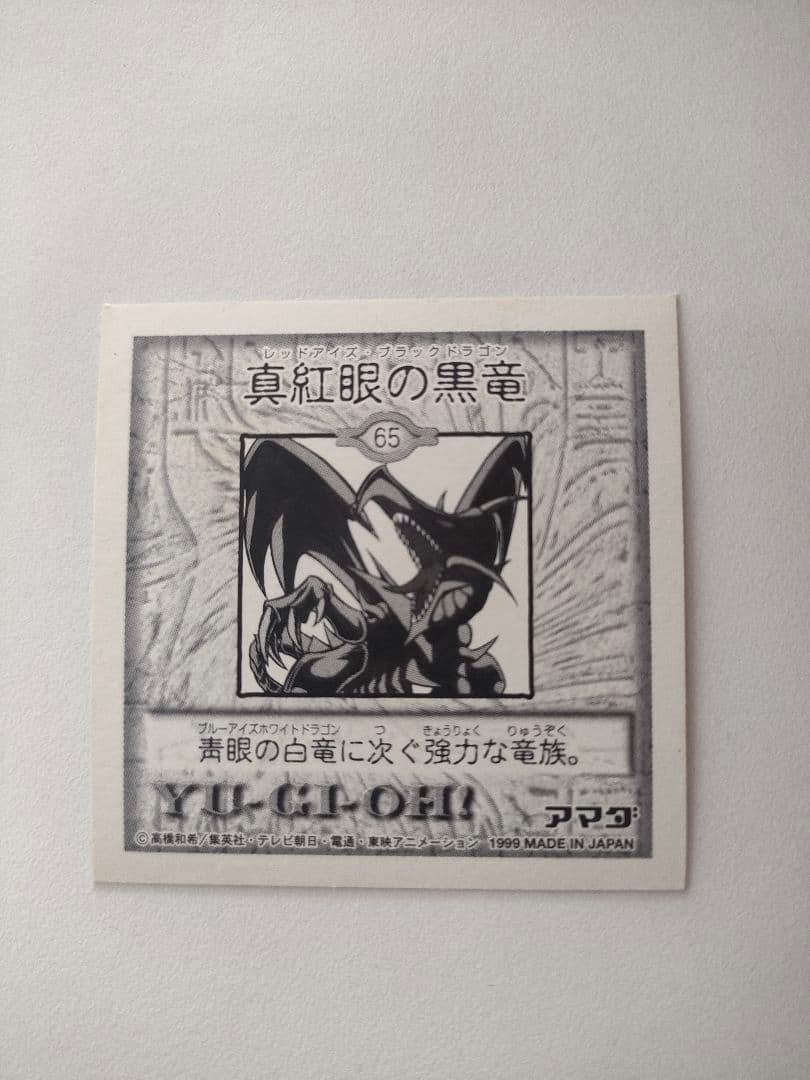 レッドアイズ・ブラックドラゴン
真紅眼の黒竜
65
ブルーアイズホワイトドラゴン つ きょうりょく りゅうぞく
青眼の白竜に次ぐ強力な竜族。
YU-GI-OH!
アマダ
©高橋和希/集英社・テレビ朝日・電通・東映アニメーション 1999 MADE IN JAPAN